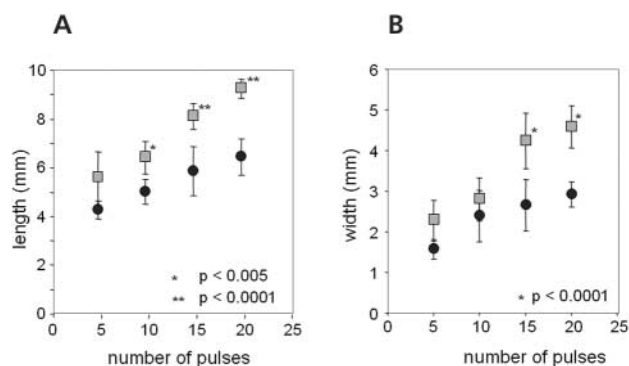 A
10
8
6
4
2
0
length (mm)
*
**
**
* p < 0.005
** p < 0.0001
0 5 10 15 20 25
number of pulses
B
6
5
4
3
2
1
0
width (mm)
*
*
* p < 0.0001
0 5 10 15 20 25
number of pulses